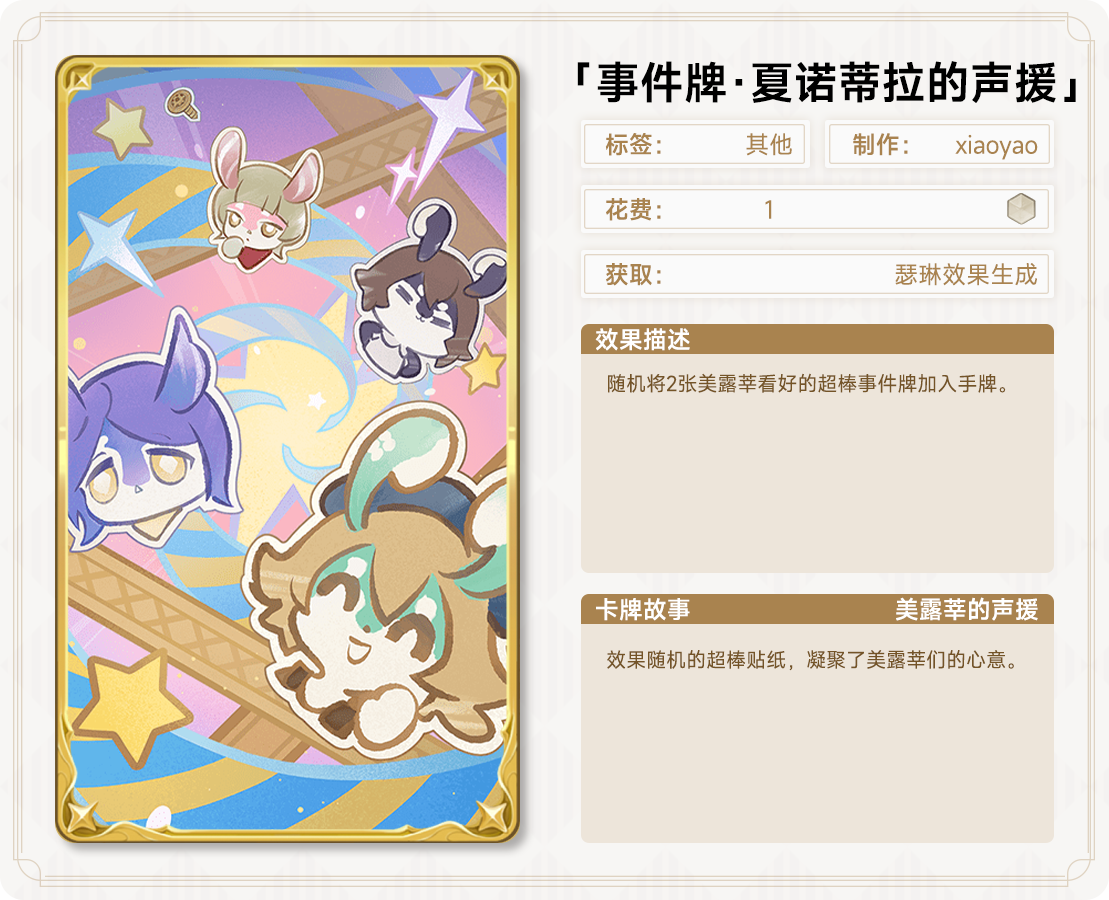 「事件牌·夏诺蒂拉的声援」
标签： 其他 制作： xiaoyao
花费： 1
获取： 瑟琳效果生成
效果描述
随机将2张美露莘看好的超棒事件牌加入手牌。
卡牌故事 美露莘的声援
效果随机的超棒贴纸，凝聚了美露莘们的心意。